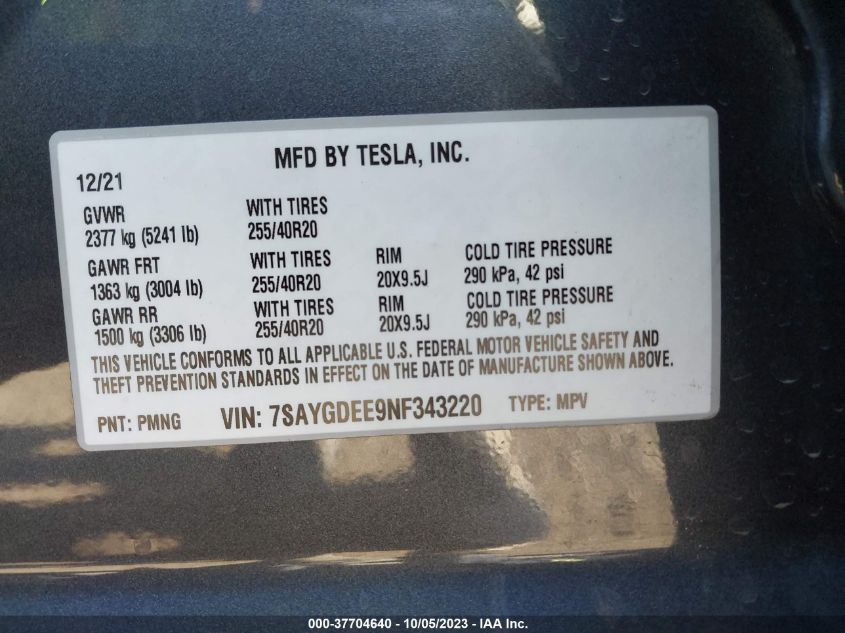 MFD BY TESLA, INC.
12/21
GVWR WITH TIRES
2377 kg (5241 lb) 255/40R20
GAWR FRT WITH TIRES RIM COLD TIRE PRESSURE
1363 kg (3004 lb) 255/40R20 20X9.5J 290 kPa, 42 psi
GAWR RR WITH TIRES RIM COLD TIRE PRESSURE
1500 kg (3306 lb) 255/40R20 20X9.5J 290 kPa, 42 psi
THIS VEHICLE CONFORMS TO ALL APPLICABLE U.S. FEDERAL MOTOR VEHICLE SAFETY AND
THEFT PREVENTION STANDARDS IN EFFECT ON THE DATE OF MANUFACTURE SHOWN ABOVE.
PNT: PMNG VIN: 7SAYGDEE9NF343220 TYPE: MPV
000-37704640 - 10/05/2023 - IAA Inc.